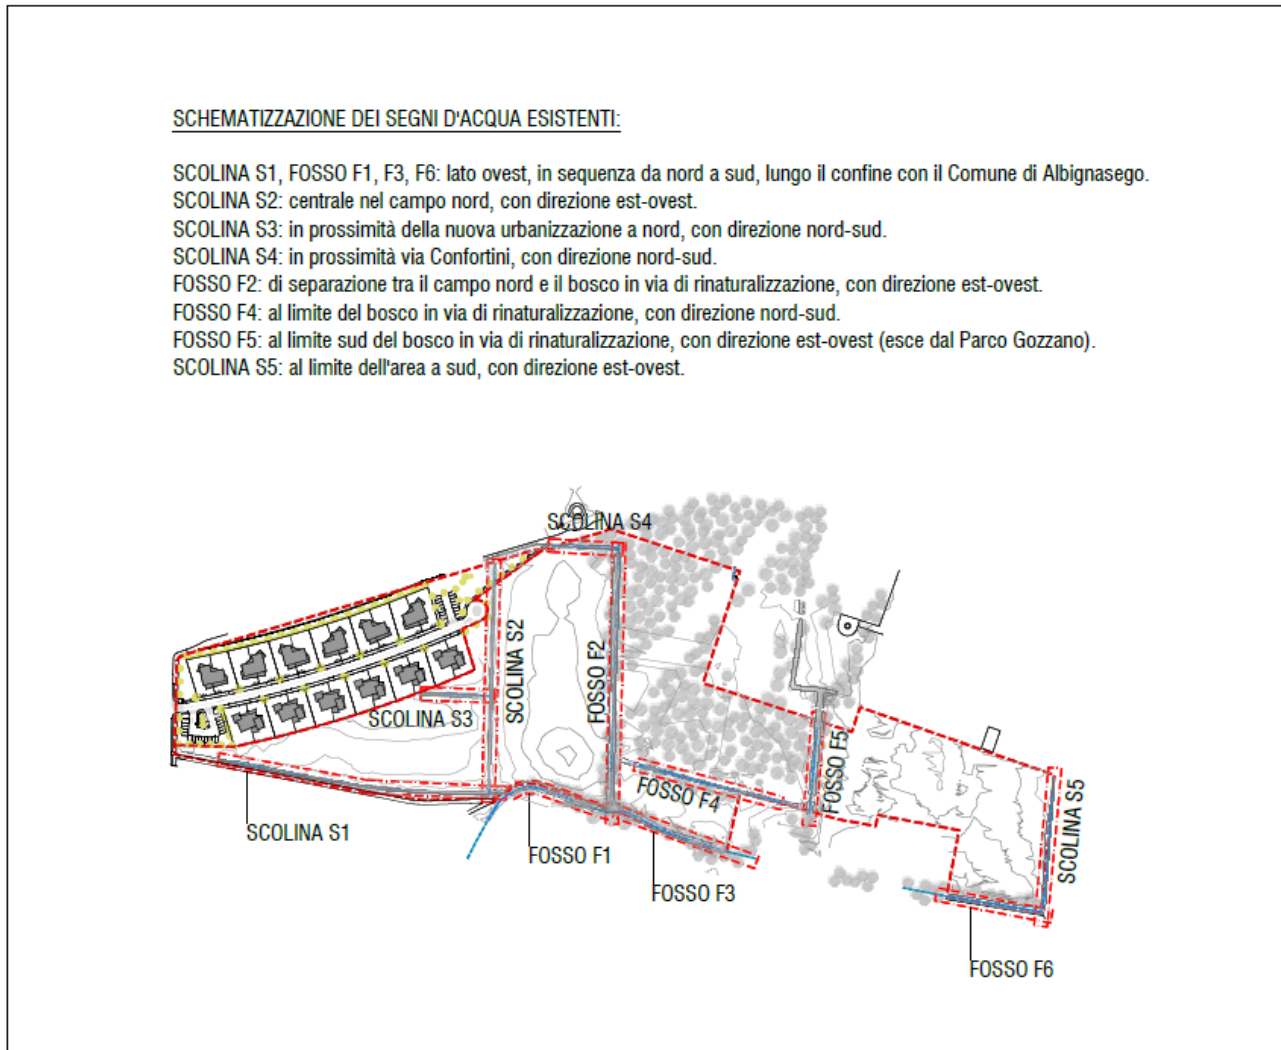 SCHEMATIZZAZIONE DEI SEGNI D'ACQUA ESISTENTI:
SCOLINA S1, FOSSO F1, F3, F6: lato ovest, in sequenza da nord a sud, lungo il confine con il Comune di Albignasego.
SCOLINA S2: centrale nel campo nord, con direzione est-ovest.
SCOLINA S3: in prossimità della nuova urbanizzazione a nord, con direzione nord-sud.
SCOLINA S4: in prossimità via Confortini, con direzione nord-sud.
FOSSO F2: di separazione tra il campo nord e il bosco in via di rinaturalizzazione, con direzione est-ovest.
FOSSO F4: al limite del bosco in via di rinaturalizzazione, con direzione nord-sud.
FOSSO F5: al limite sud del bosco in via di rinaturalizzazione, con direzione est-ovest (esce dal Parco Gozzano).
SCOLINA S5: al limite dell'area a sud, con direzione est-ovest.
SCOLINA S4
SCOLINA S2
FOSSO F2
SCOLINA S3
FOSSO F5
FOSSO F4
SCOLINA S5
SCOLINA S1
FOSSO F1
FOSSO F3
FOSSO F6